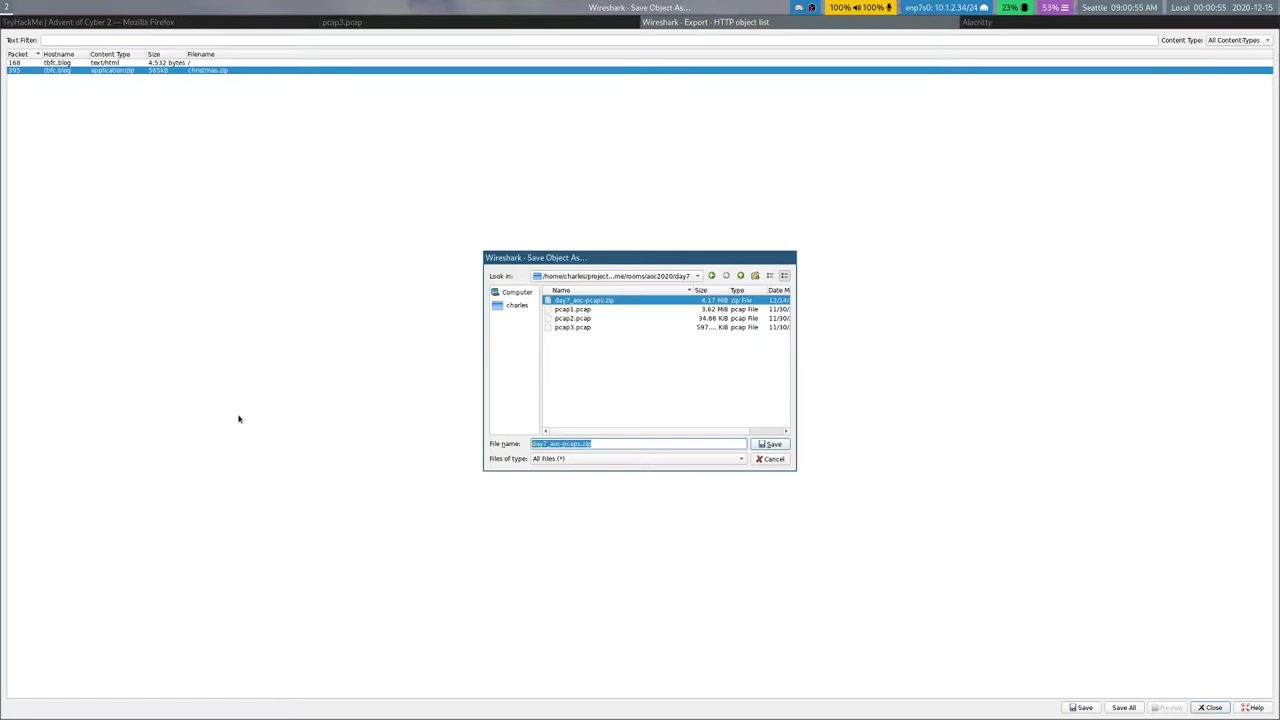 2
Wireshark · Save Object As...
100% 100%
enp7s0: 10.1.2.34/24
23%
53%
Seattle 09:00:55 AM
Local 00:00:55
2020-12-15
TryHackMe | Advent of Cyber 2 — Mozilla Firefox
pcap3.pcap
Wireshark · Export · HTTP object list
Alacritty
Text Filter:
Content Type: All Content-Types
Packet Hostname Content Type Size Filename
168 tbfc.blog text/html 4,532 bytes /
395 tbfc.blog application/zip 565kB christmas.zip
Wireshark · Save Object As...
Look in: /home/charles/project...me/rooms/aoc2020/day7
Name Size Type Date M
Computer
charles
day7_aoc-pcaps.zip 4.17 MiB zip File 12/14/
pcap1.pcap 3.62 MiB pcap File 11/30/
pcap2.pcap 34.66 KiB pcap File 11/30/
pcap3.pcap 597.... KiB pcap File 11/30/
File name: day7_aoc-pcaps.zip Save
Files of type: All Files (*) Cancel
Save Save All Preview Close Help